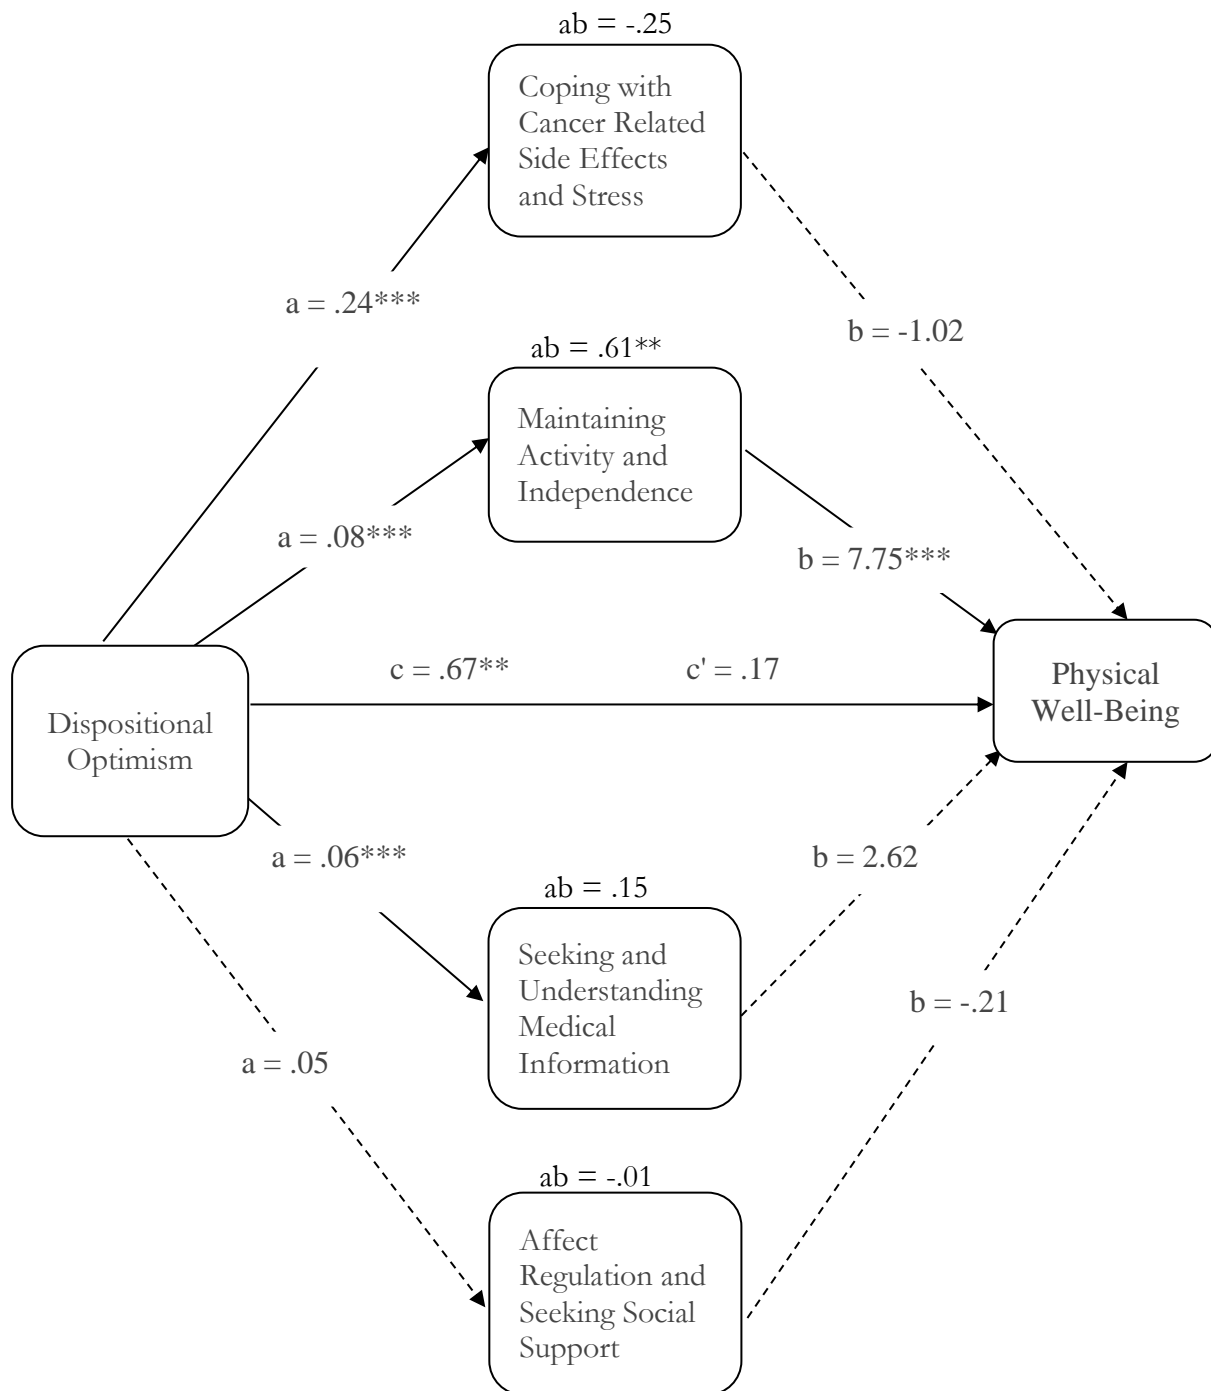 ab = -.25
Coping with
Cancer Related
Side Effects
and Stress
a = .24***
b = -1.02
ab = .61**
Maintaining
Activity and
Independence
a = .08***
b = 7.75***
c = .67**
c' = .17
Physical
Well-Being
Dispositional
Optimism
a = .06***
b = 2.62
ab = .15
Seeking and
Understanding
Medical
Information
b = -.21
a = .05
ab = -.01
Affect
Regulation and
Seeking Social
Support